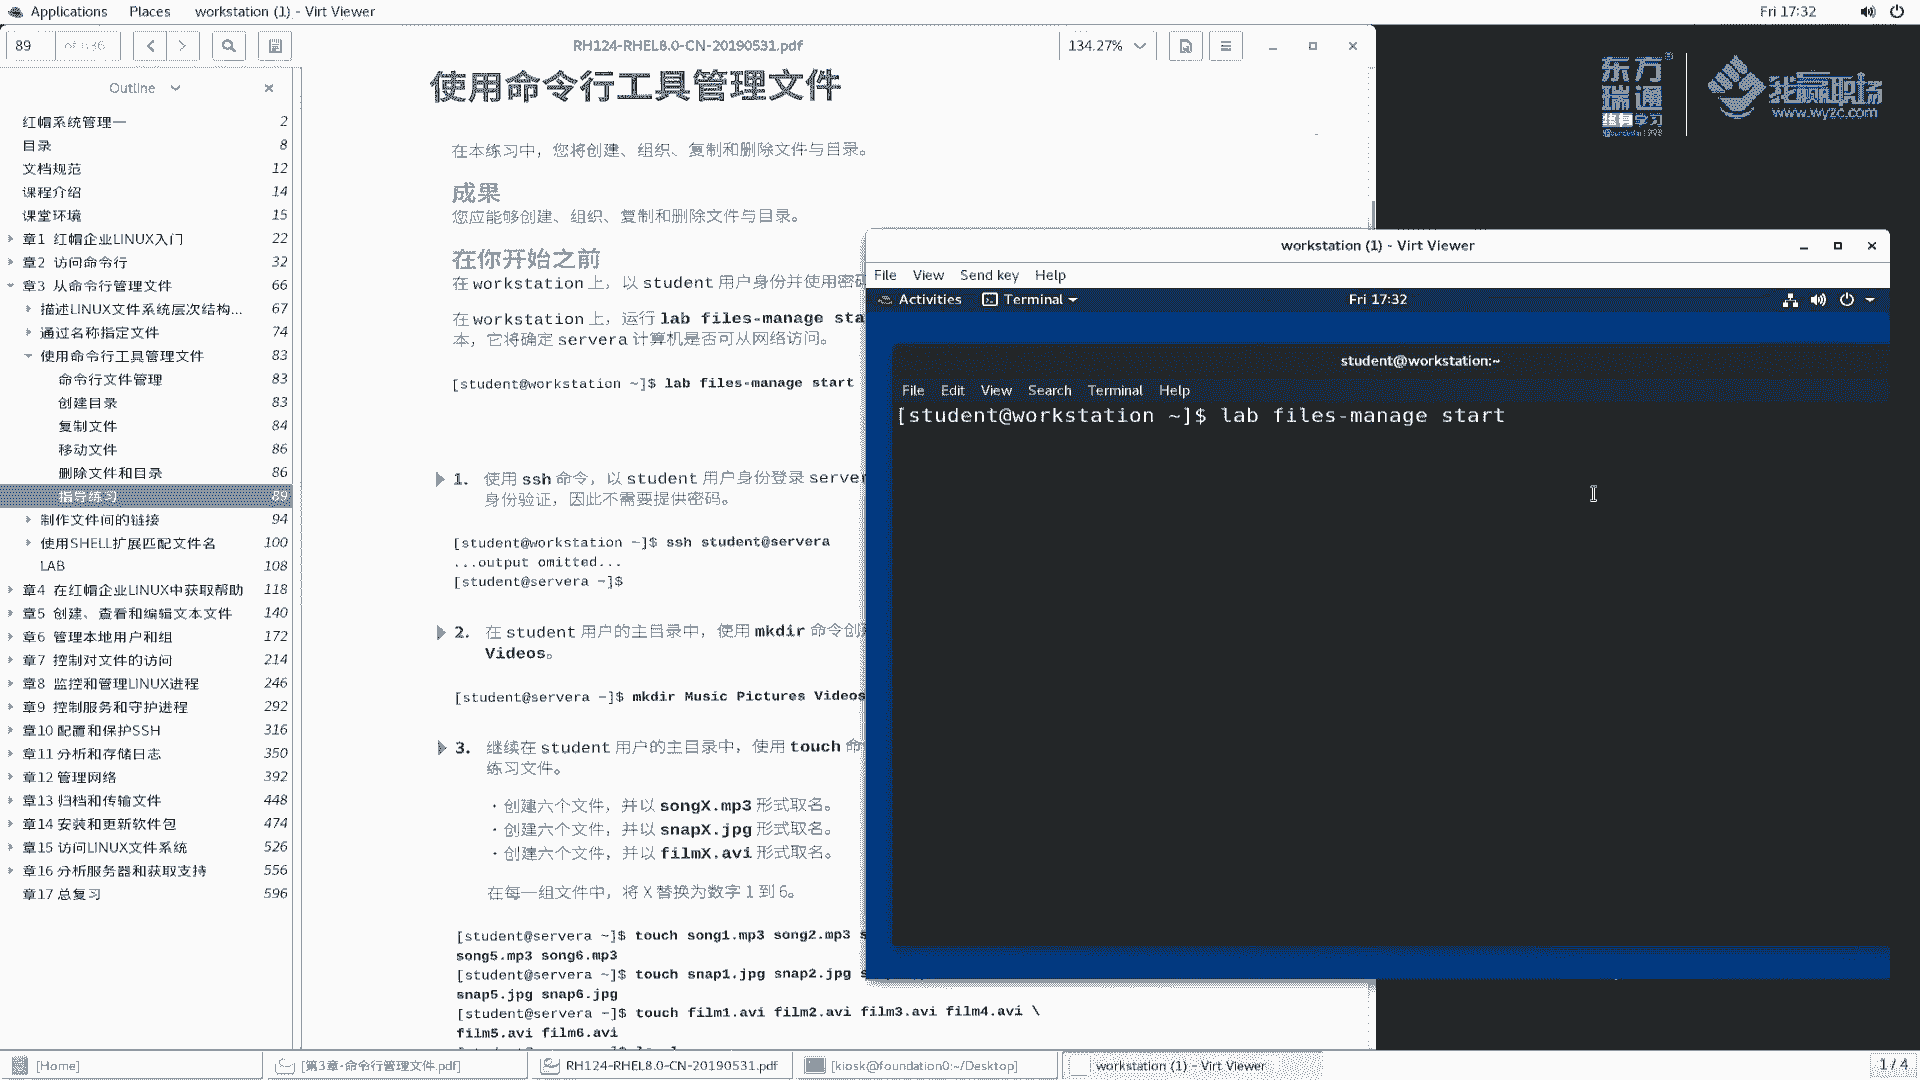 Applications Places workstation (1) - Virt Viewer Fri 17:32
89
RH124-RHEL8.0-CN-20190531.pdf
134.27%
Outline
红帽系统管理一 2
目录 8
文档规范 12
课程介绍 14
课堂环境 15
章1 红帽企业LINUX入门 22
章2 访问命令行 32
章3 从命令行管理文件 66
描述LINUX文件系统层次结构... 67
通过名称指定文件 74
使用命令行工具管理文件 83
命令行文件管理 83
创建目录 83
复制文件 84
移动文件 86
删除文件和目录 86
指导练习 89
制作文件间的链接 94
使用SHELL扩展匹配文件名 100
LAB 108
章4 在红帽企业LINUX中获取帮助 118
章5 创建、查看和编辑文本文件 140
章6 管理本地用户和组 172
章7 控制对文件的访问 214
章8 监控和管理LINUX进程 246
章9 控制服务和守护进程 292
章10 配置和保护SSH 316
章11 分析和存储日志 350
章12 管理网络 392
章13 归档和传输文件 448
章14 安装和更新软件包 474
章15 访问LINUX文件系统 526
章16 分析服务器和获取支持 556
章17 总复习 596
使用命令行工具管理文件
在本练习中，您将创建、组织、复制和删除文件与目录。
成果
您应能够创建、组织、复制和删除文件与目录。
在你开始之前
在 workstation 上，以 student 用户身份并使用密码
在 workstation 上，运行 lab files-manage sta
本，它将确定 servera 计算机是否可从网络访问。
[student@workstation ~]$ lab files-manage start
1. 使用 ssh 命令，以 student 用户身份登录 server
身份验证，因此不需要提供密码。
[student@workstation ~]$ ssh student@servera
...output omitted...
[student@servera ~]$
2. 在 student 用户的主目录中，使用 mkdir 命令创建
Videos。
[student@servera ~]$ mkdir Music Pictures Videos
3. 继续在 student 用户的主目录中，使用 touch 命
练习文件。
· 创建六个文件，并以 songX.mp3 形式取名。
· 创建六个文件，并以 snapX.jpg 形式取名。
· 创建六个文件，并以 filmX.avi 形式取名。
在每一组文件中，将 X 替换为数字 1 到 6。
[student@servera ~]$ touch song1.mp3 song2.mp3 s
song5.mp3 song6.mp3
[student@servera ~]$ touch snap1.jpg snap2.jpg s
snap5.jpg snap6.jpg
[student@servera ~]$ touch film1.avi film2.avi film3.avi film4.avi \
film5.avi film6.avi
东方
瑞通
终身学习
我赢职场
www.wyzc.com
workstation (1) - Virt Viewer
File View Send key Help
Activities Terminal Fri 17:32
student@workstation:~
File Edit View Search Terminal Help
[student@workstation ~]$ lab files-manage start
[Home] [第3章-命令行管理文件.pdf] RH124-RHEL8.0-CN-20190531.pdf [kiosk@foundation0:~/Desktop] workstation (1) - Virt Viewer 1 / 4